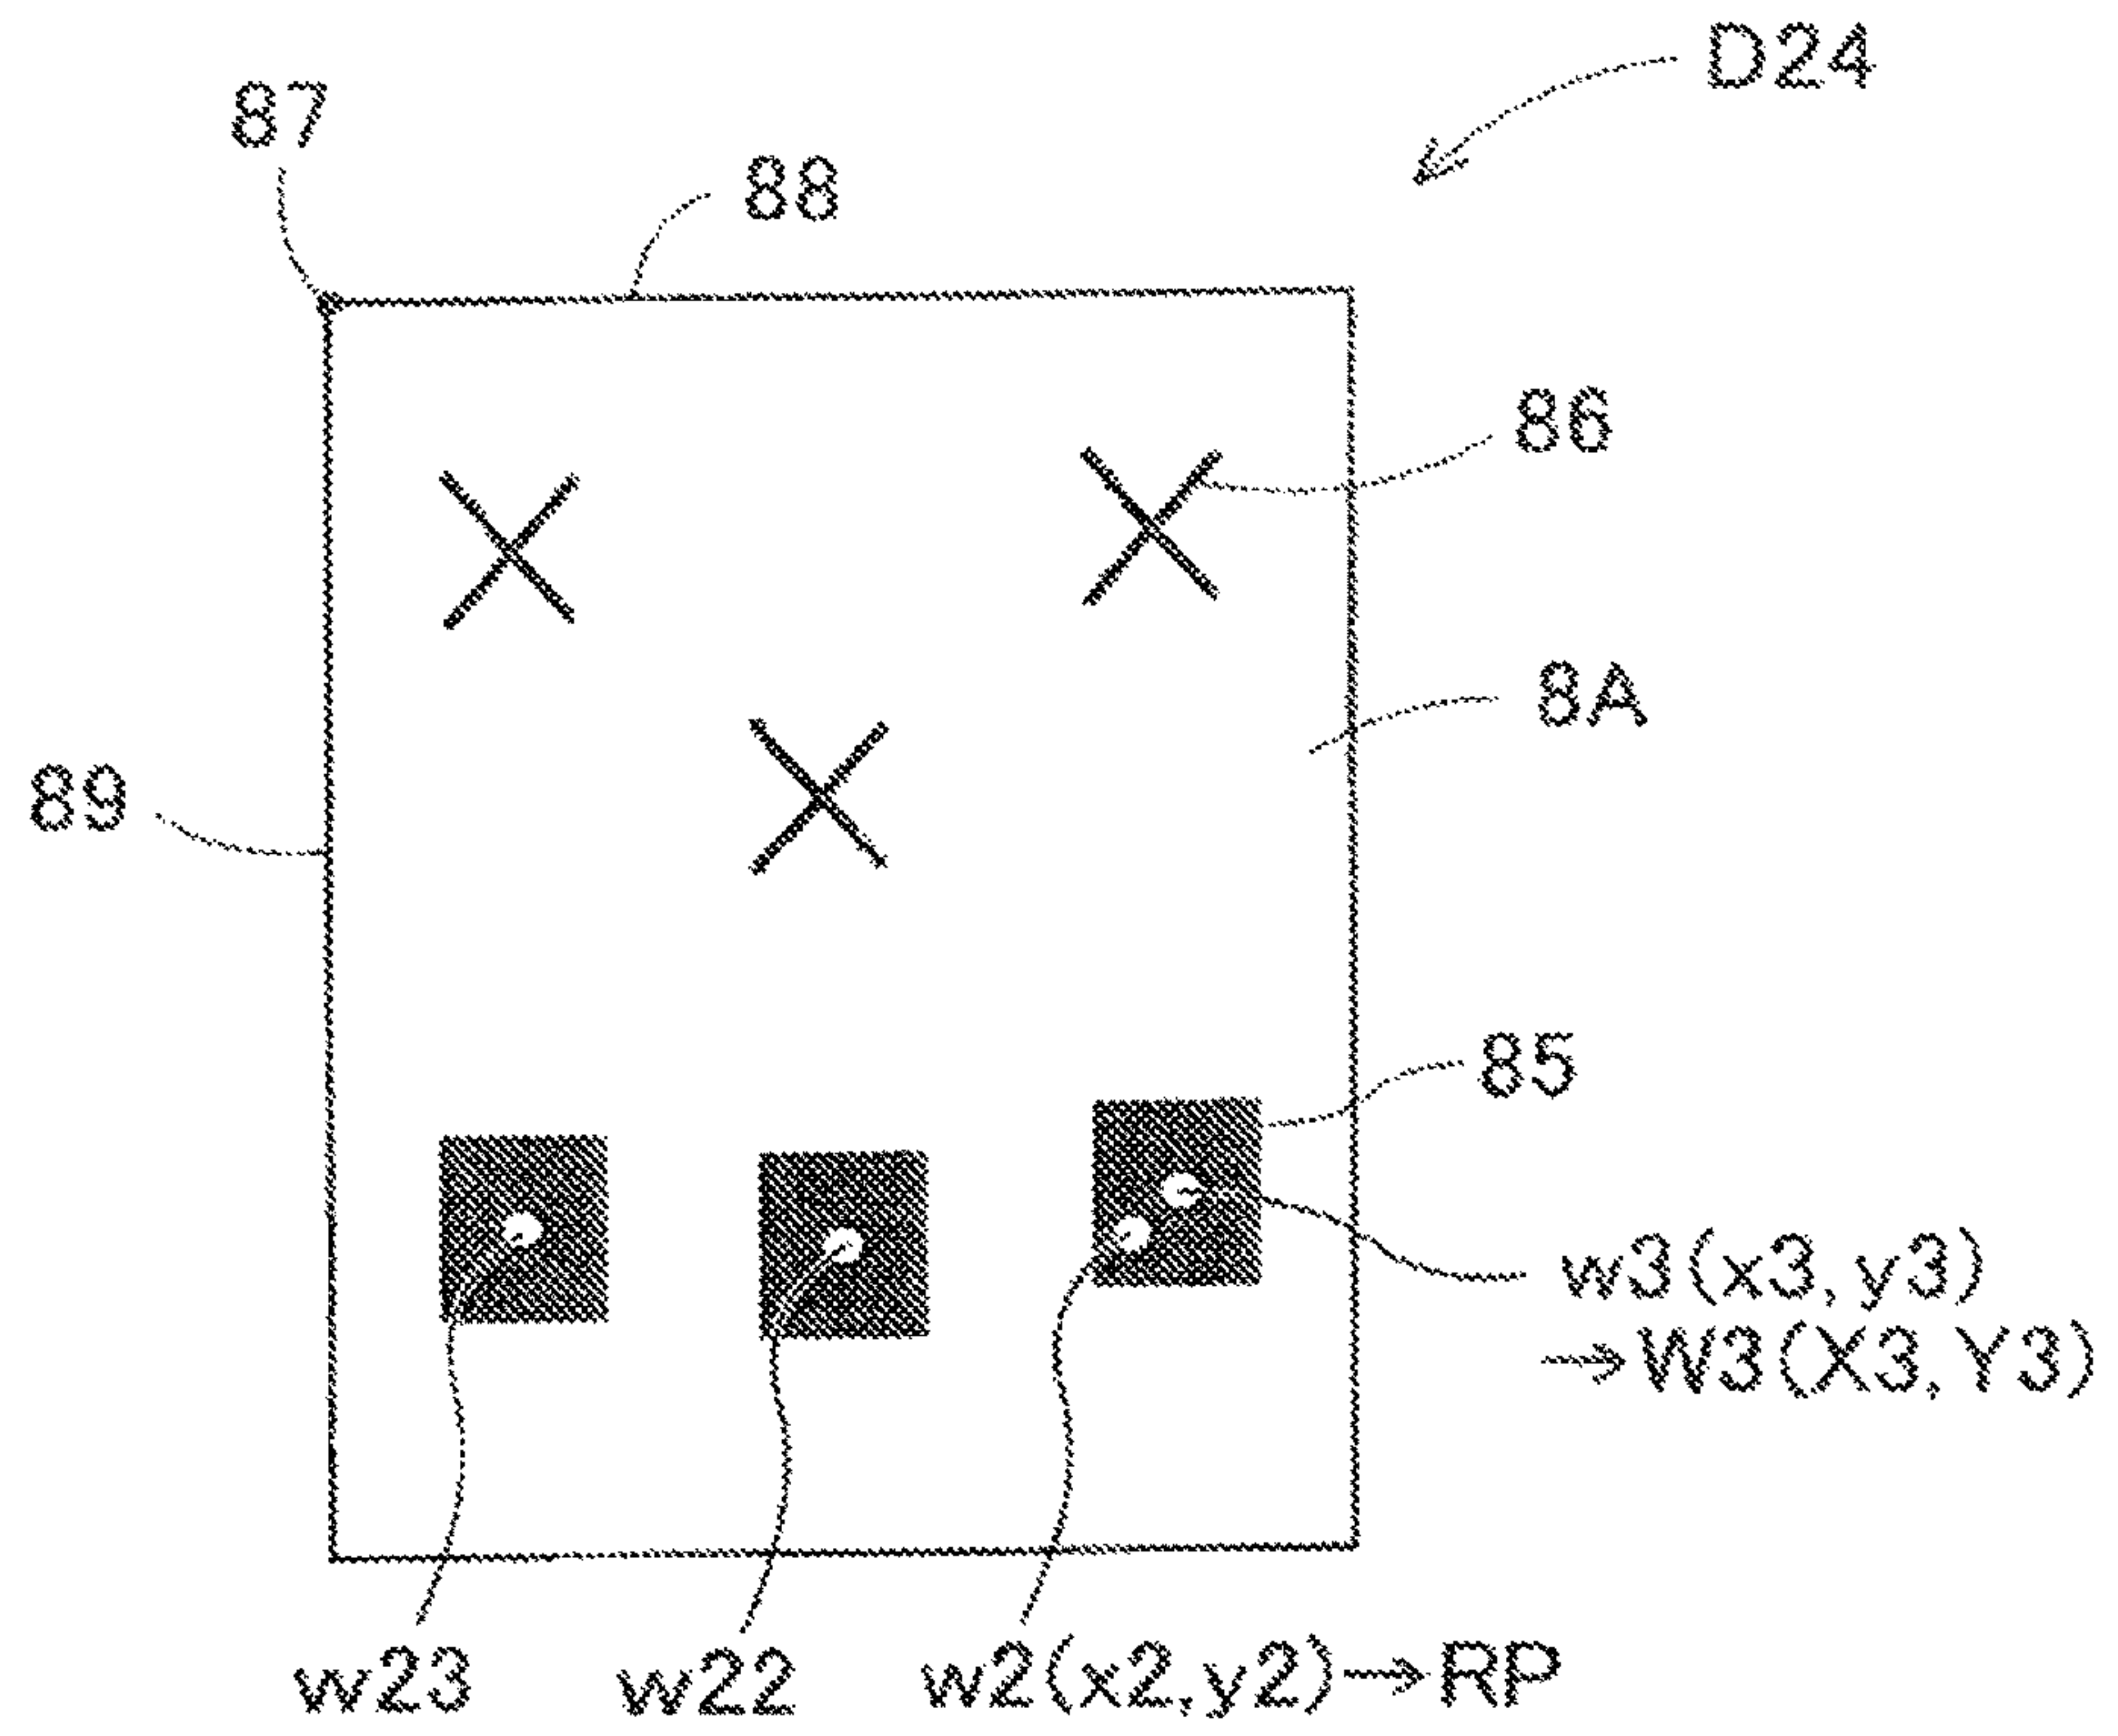 D24
87
88
86
8A
89
85
w3(x3,y3)
→W3(X3,Y3)
w23
w22
w2(x2,y2)→RP